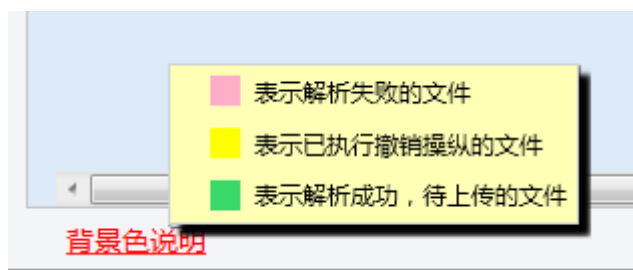 表示解析失败的文件
表示已执行撤销操纵的文件
表示解析成功，待上传的文件
背景色说明